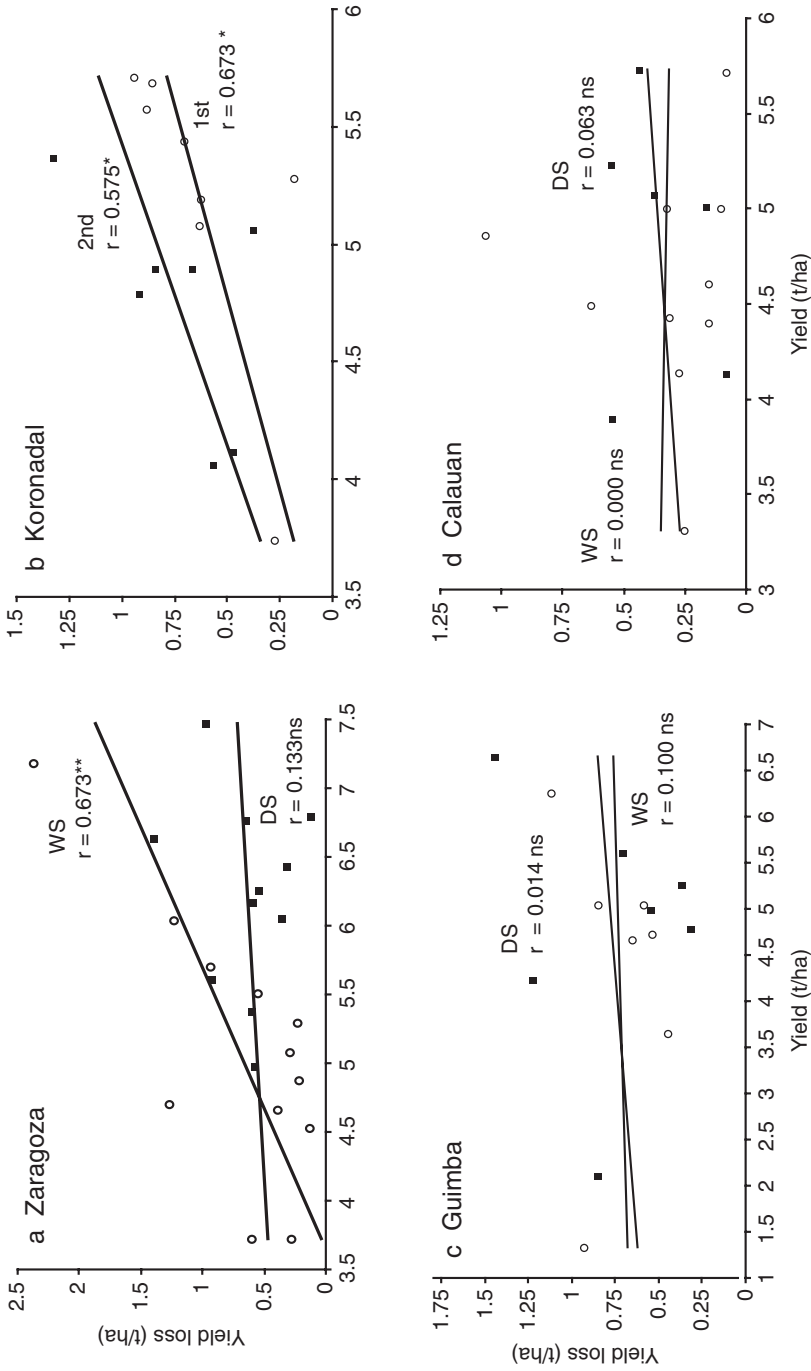 a Zaragoza
2.5
2
1.5
1
0.5
0
Yield loss (t/ha)
WS
r = 0.673**
DS
r = 0.133ns
3.5 4 4.5 5 5.5 6 6.5 7 7.5
b Koronadal
1.5
1.25
1
0.75
0.5
0.25
0
2nd
r = 0.575*
1st
r = 0.673 *
3.5 4 4.5 5 5.5 6
c Guimba
1.75
1.5
1.25
1
0.75
0.5
0.25
0
Yield loss (t/ha)
DS
r = 0.014 ns
WS
r = 0.100 ns
1 1.5 2 2.5 3 3.5 4 4.5 5 5.5 6 6.5 7
Yield (t/ha)
d Calauan
1.25
1
0.75
0.5
0.25
0
WS
r = 0.000 ns
DS
r = 0.063 ns
3 3.5 4 4.5 5 5.5 6
Yield (t/ha)